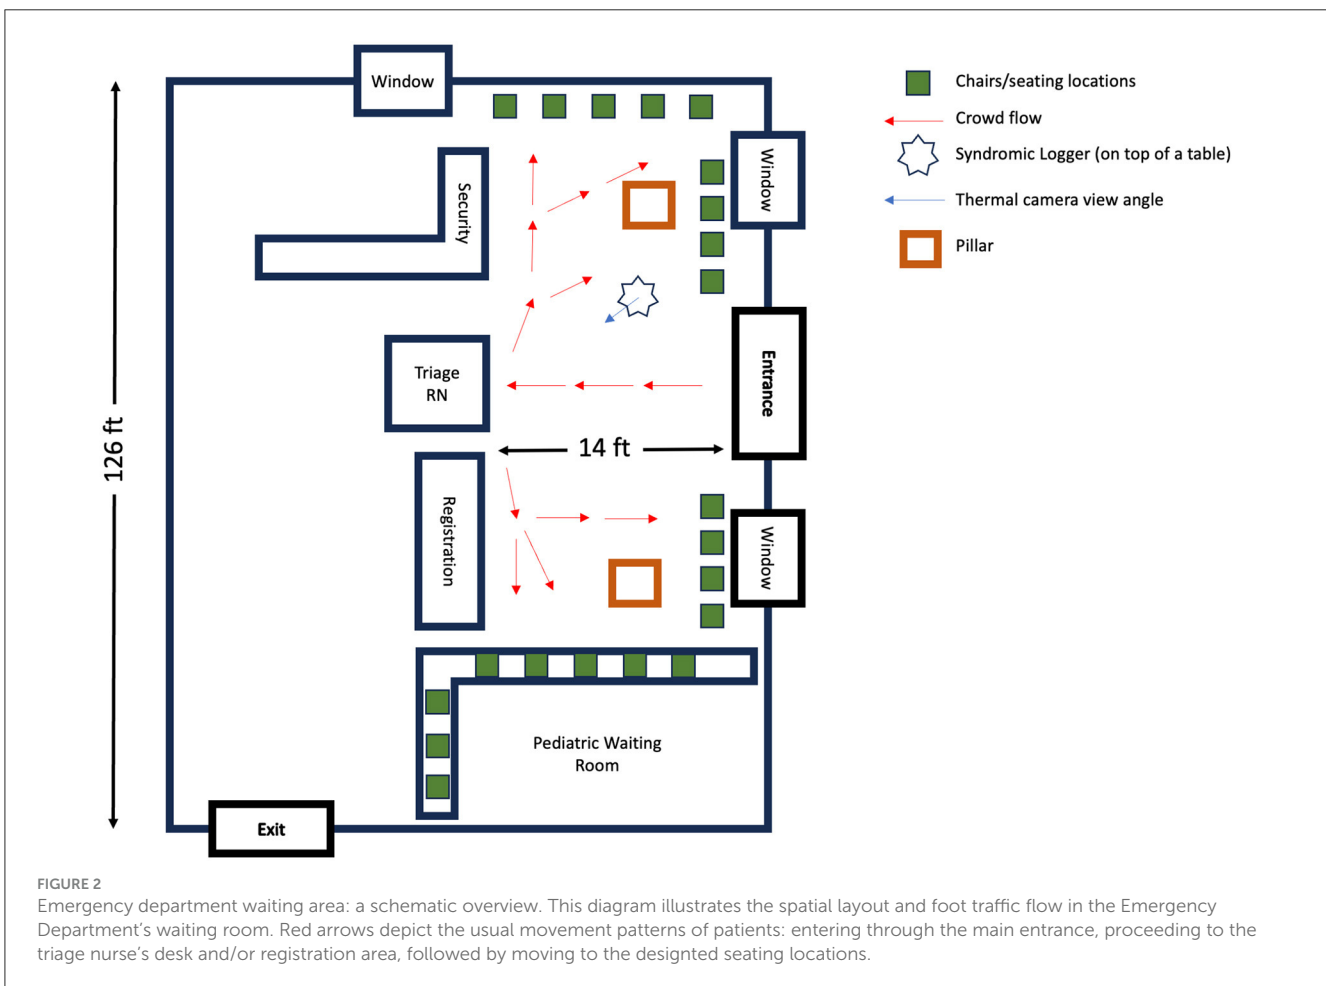 Window
Chairs/seating locations
Crowd flow
Syndromic Logger (on top of a table)
Thermal camera view angle
Pillar
Window
Security
126 ft
Triage
RN
Entrance
14 ft
Registration
Window
Pediatric Waiting
Room
Exit
FIGURE 2
Emergency department waiting area: a schematic overview. This diagram illustrates the spatial layout and foot traffic flow in the Emergency
Department's waiting room. Red arrows depict the usual movement patterns of patients: entering through the main entrance, proceeding to the
triage nurse's desk and/or registration area, followed by moving to the designted seating locations.